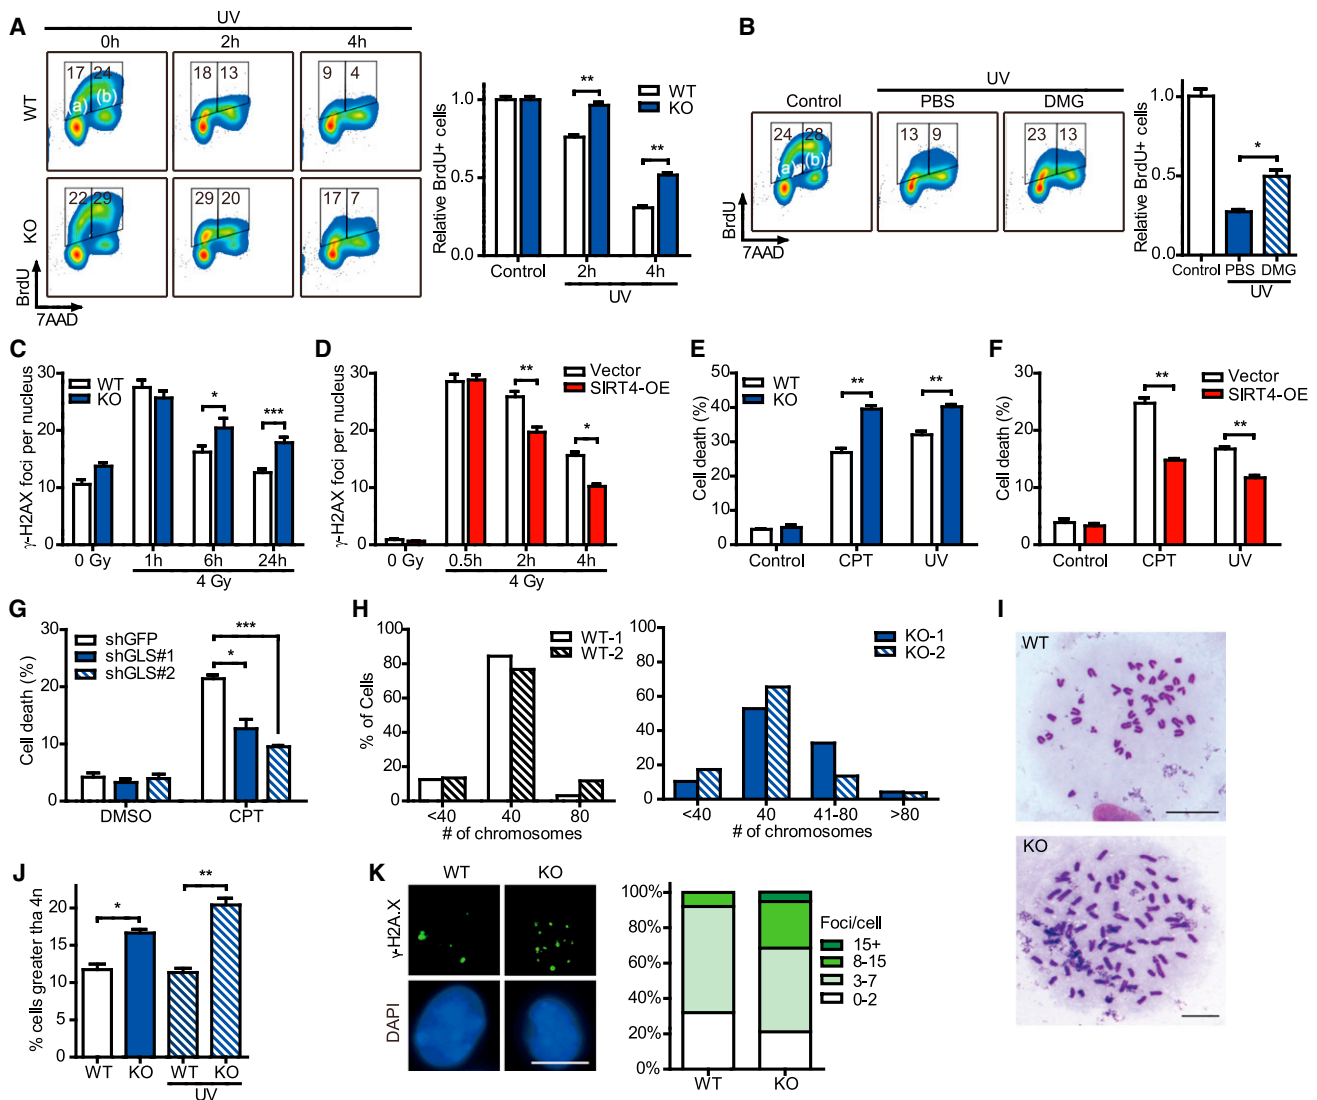 A
UV
0h 2h 4h
WT
17 24
(a) (b)
18 13
9 4
KO
22 29
29 20
17 7
BrdU
7AAD
Relative BrdU+ cells
1.0
0.5
0.0
** **
WT
KO
Control 2h 4h
UV
B
UV
Control PBS DMG
24 28
(a) (b)
13 9
23 13
BrdU
7AAD
Relative BrdU+ cells
1.0
0.5
0.0
*
Control PBS DMG
UV
C
γ-H2AX foci per nucleus
30
20
10
0
WT
KO
* ***
0 Gy 1h 6h 24h
4 Gy
D
γ-H2AX foci per nucleus
30
20
10
0
Vector
SIRT4-OE
** *
0 Gy 0.5h 2h 4h
4 Gy
E
Cell death (%)
50
40
30
20
10
0
WT
KO
** **
Control CPT UV
F
Cell death (%)
30
20
10
0
Vector
SIRT4-OE
** **
Control CPT UV
G
Cell death (%)
30
20
10
0
shGFP
shGLS#1
shGLS#2
***
*
DMSO CPT
H
% of Cells
100
80
60
40
20
0
WT-1
WT-2
<40 40 80
# of chromosomes
100
80
60
40
20
0
KO-1
KO-2
<40 40 41-80 >80
# of chromosomes
I
WT
KO
J
% cells greater tha 4n
20
15
10
5
0
* **
WT KO WT KO
UV
K
WT KO
γ-H2A.X
DAPI
100%
80%
60%
40%
20%
0%
WT KO
Foci/cell
15+
8-15
3-7
0-2